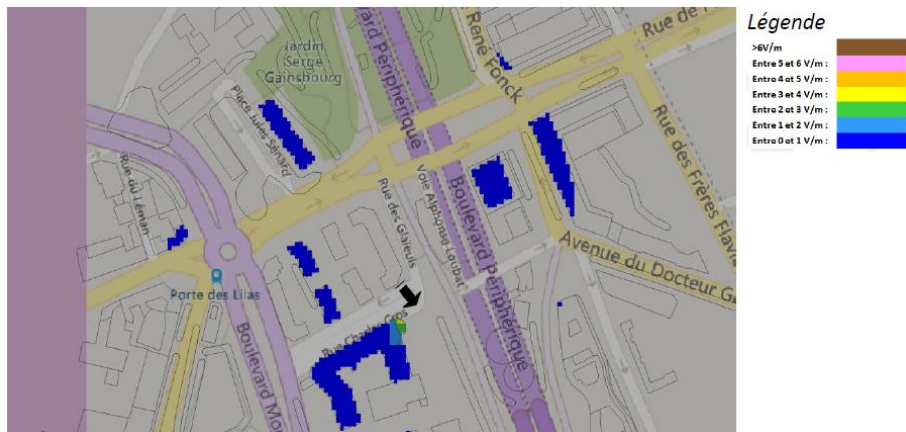 Légende
>6V/m
Entre 5 et 6 V/m :
Entre 4 et 5 V/m :
Entre 3 et 4 V/m :
Entre 2 et 3 V/m :
Entre 1 et 2 V/m :
Entre 0 et 1 V/m :
Jardin
Serge
Gainsbourg
Place Jules Sénard
Boulevard Périphérique
René Fonck
Rue de
Rue du Léman
Rue des Glaïeuls
Voie Alphonse Loubat
Boulevard Périphérique
Rue des Frères Flavi
Avenue du Docteur G
Porte des Lilas
Boulevard Mo
Rue Charles Cros